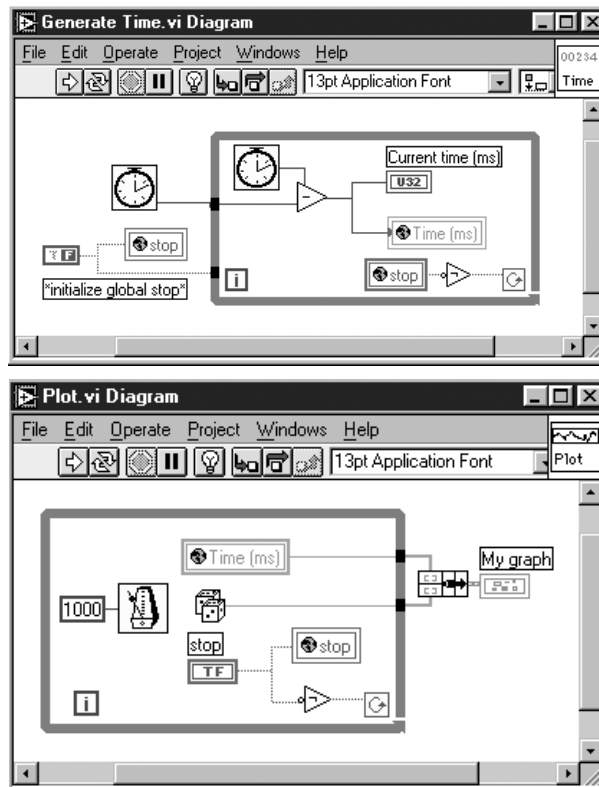 Generate Time.vi Diagram
File Edit Operate Project Windows Help
13pt Application Font
00234
Time
Current time (ms)
U32
Time (ms)
stop
F
*initialize global stop*
i
stop
Plot.vi Diagram
File Edit Operate Project Windows Help
13pt Application Font
Plot
Time (ms)
My graph
1000
stop
stop
TF
i